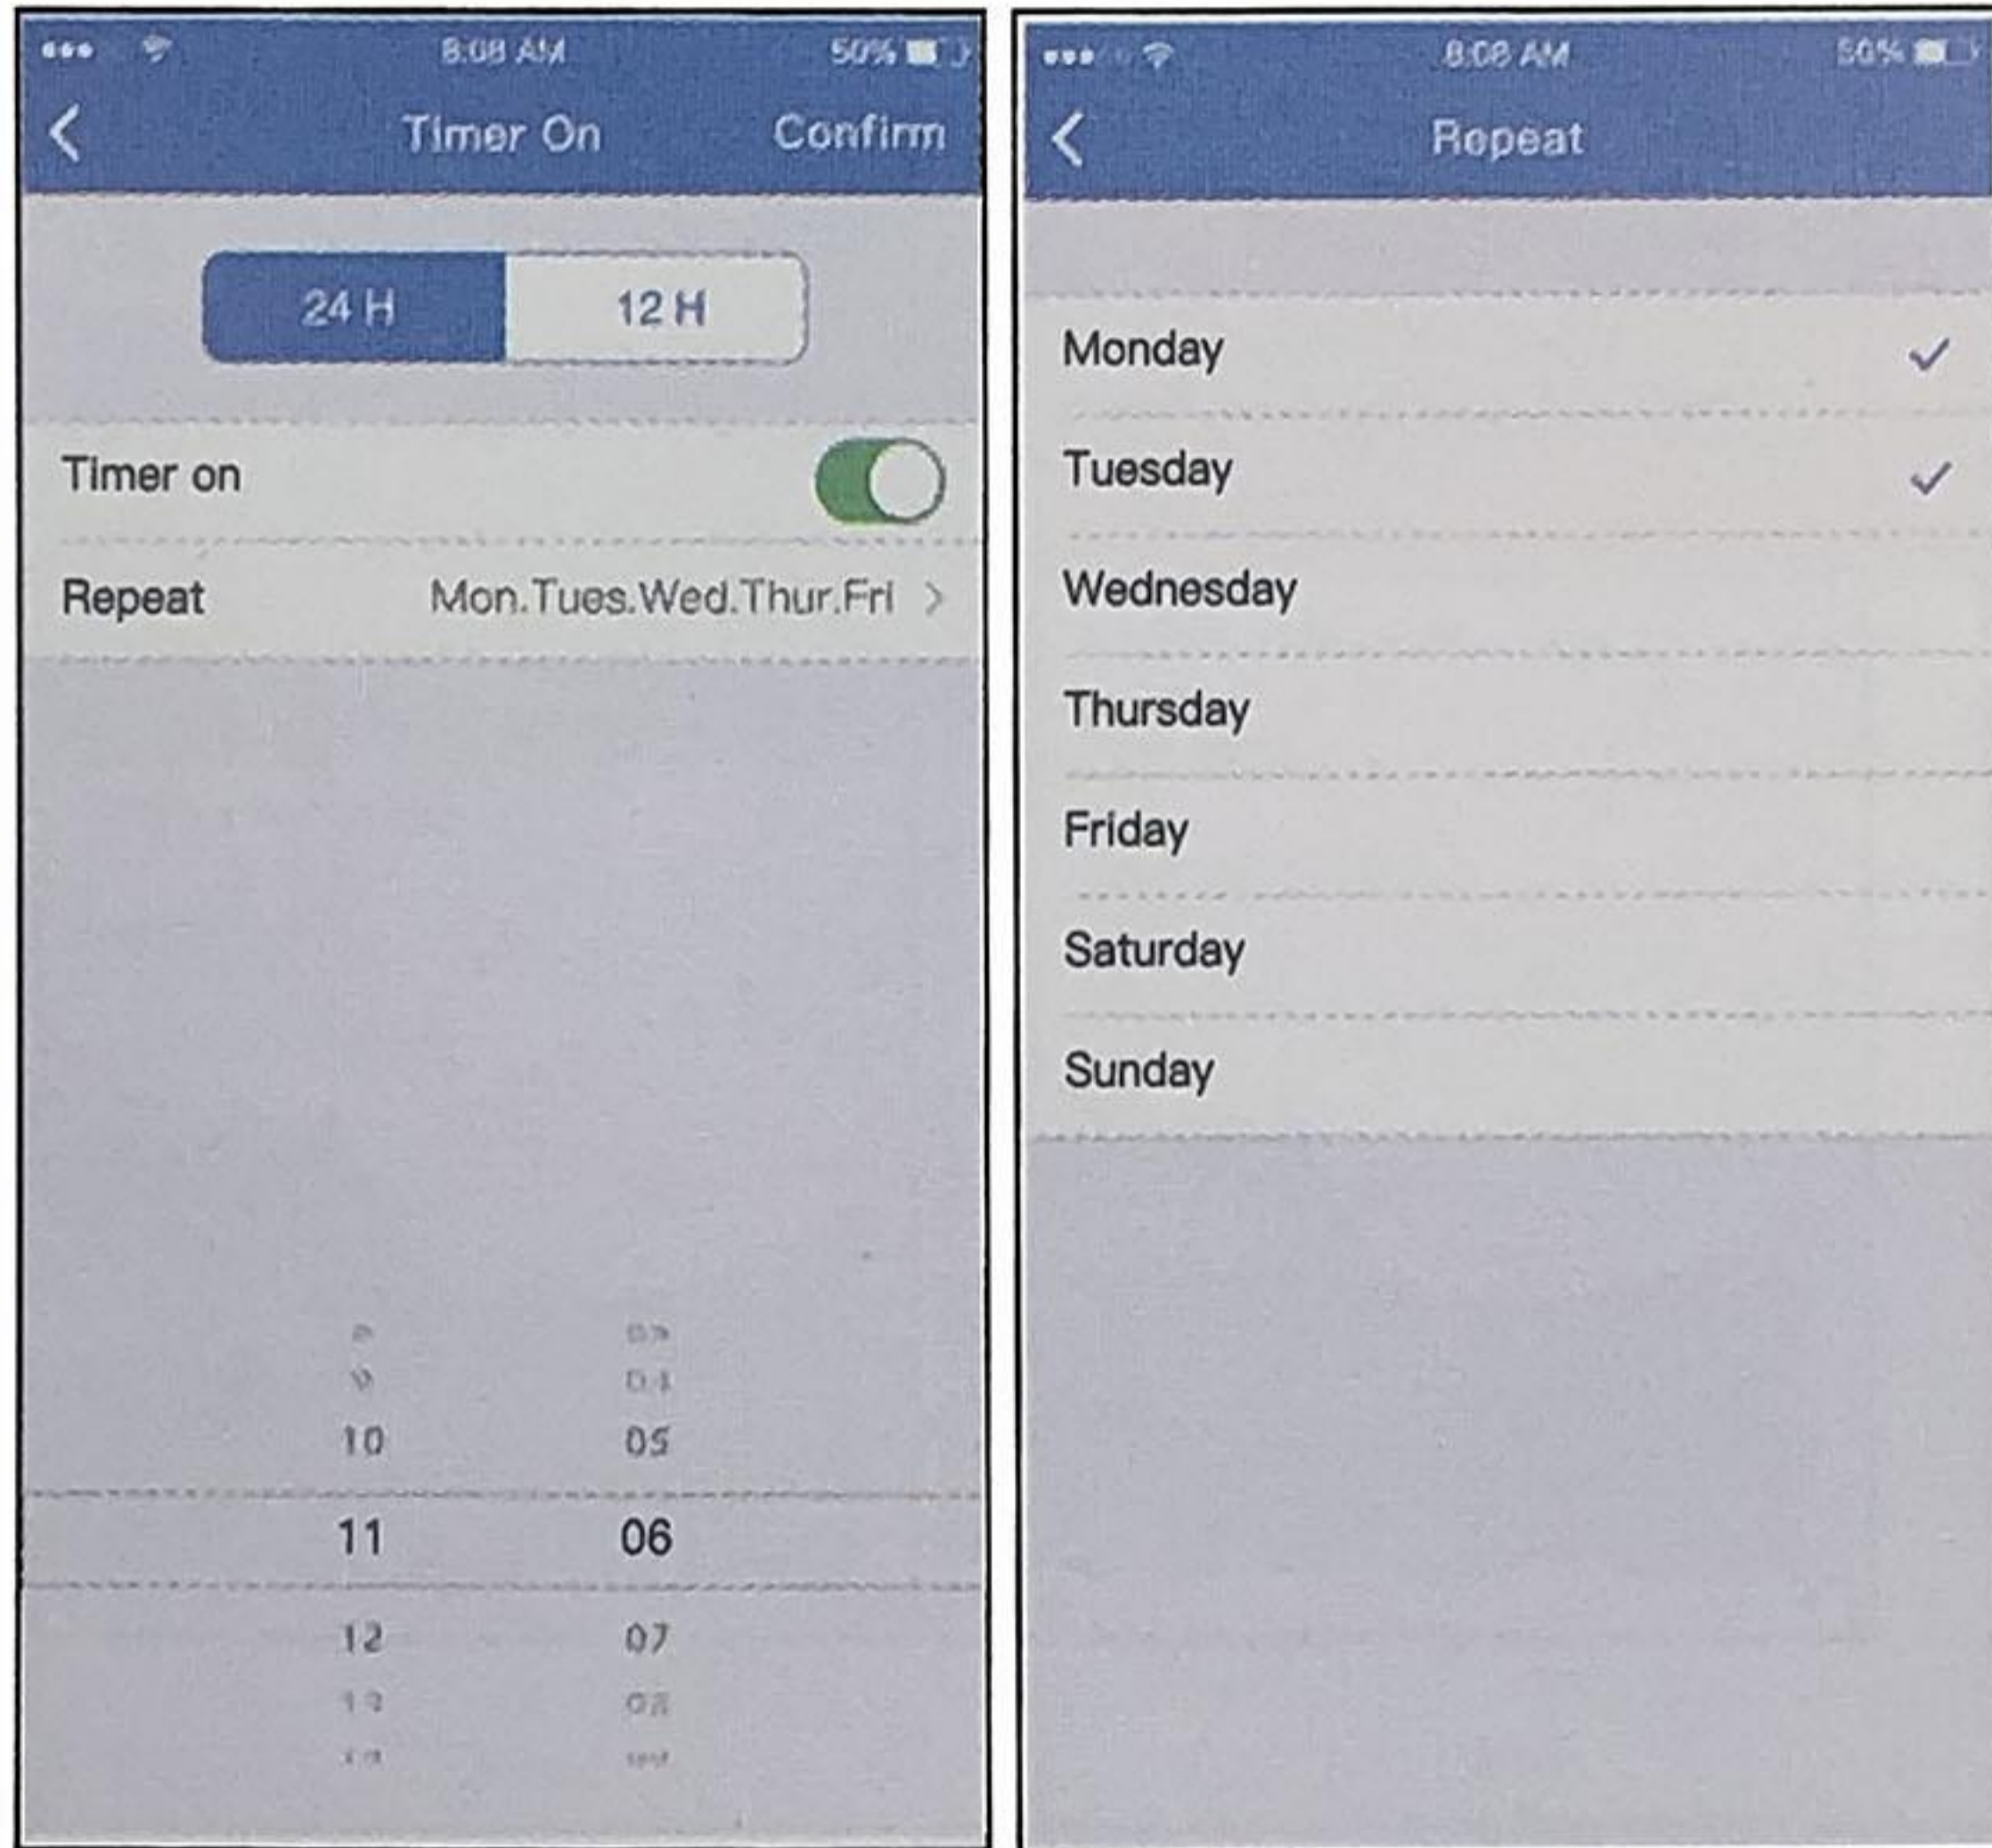 8:08 AM 50%
Timer On Confirm
24 H 12 H
Timer on
Repeat Mon.Tues.Wed.Thur.Fri >
10 05
11 06
12 07
8:08 AM 50%
Repeat
Monday
Tuesday
Wednesday
Thursday
Friday
Saturday
Sunday